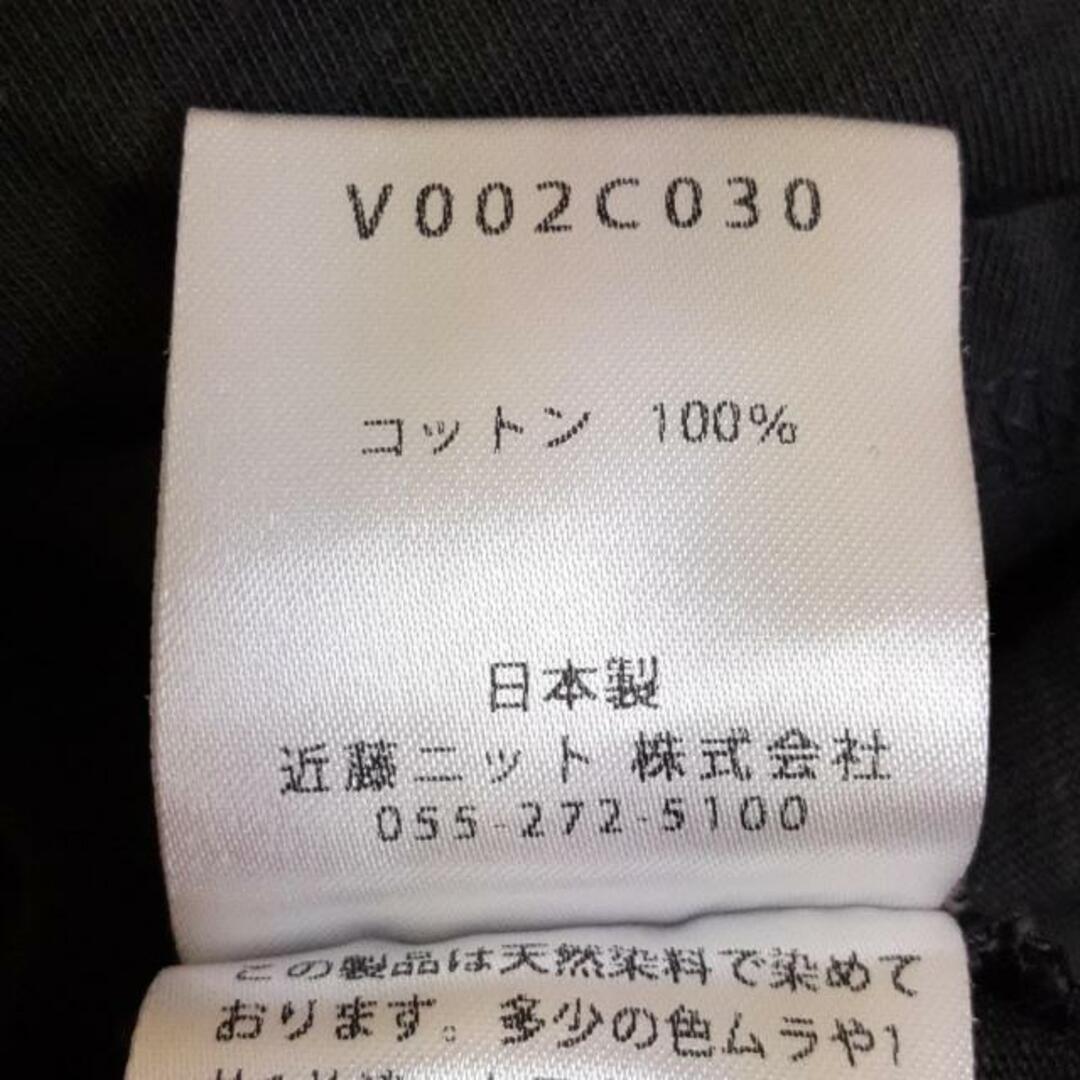 V002C030
コットン 100%
日本製
近藤ニット 株式会社
055-272-5100
この製品は天然染料で染めて
おります。多少の色ムラや1